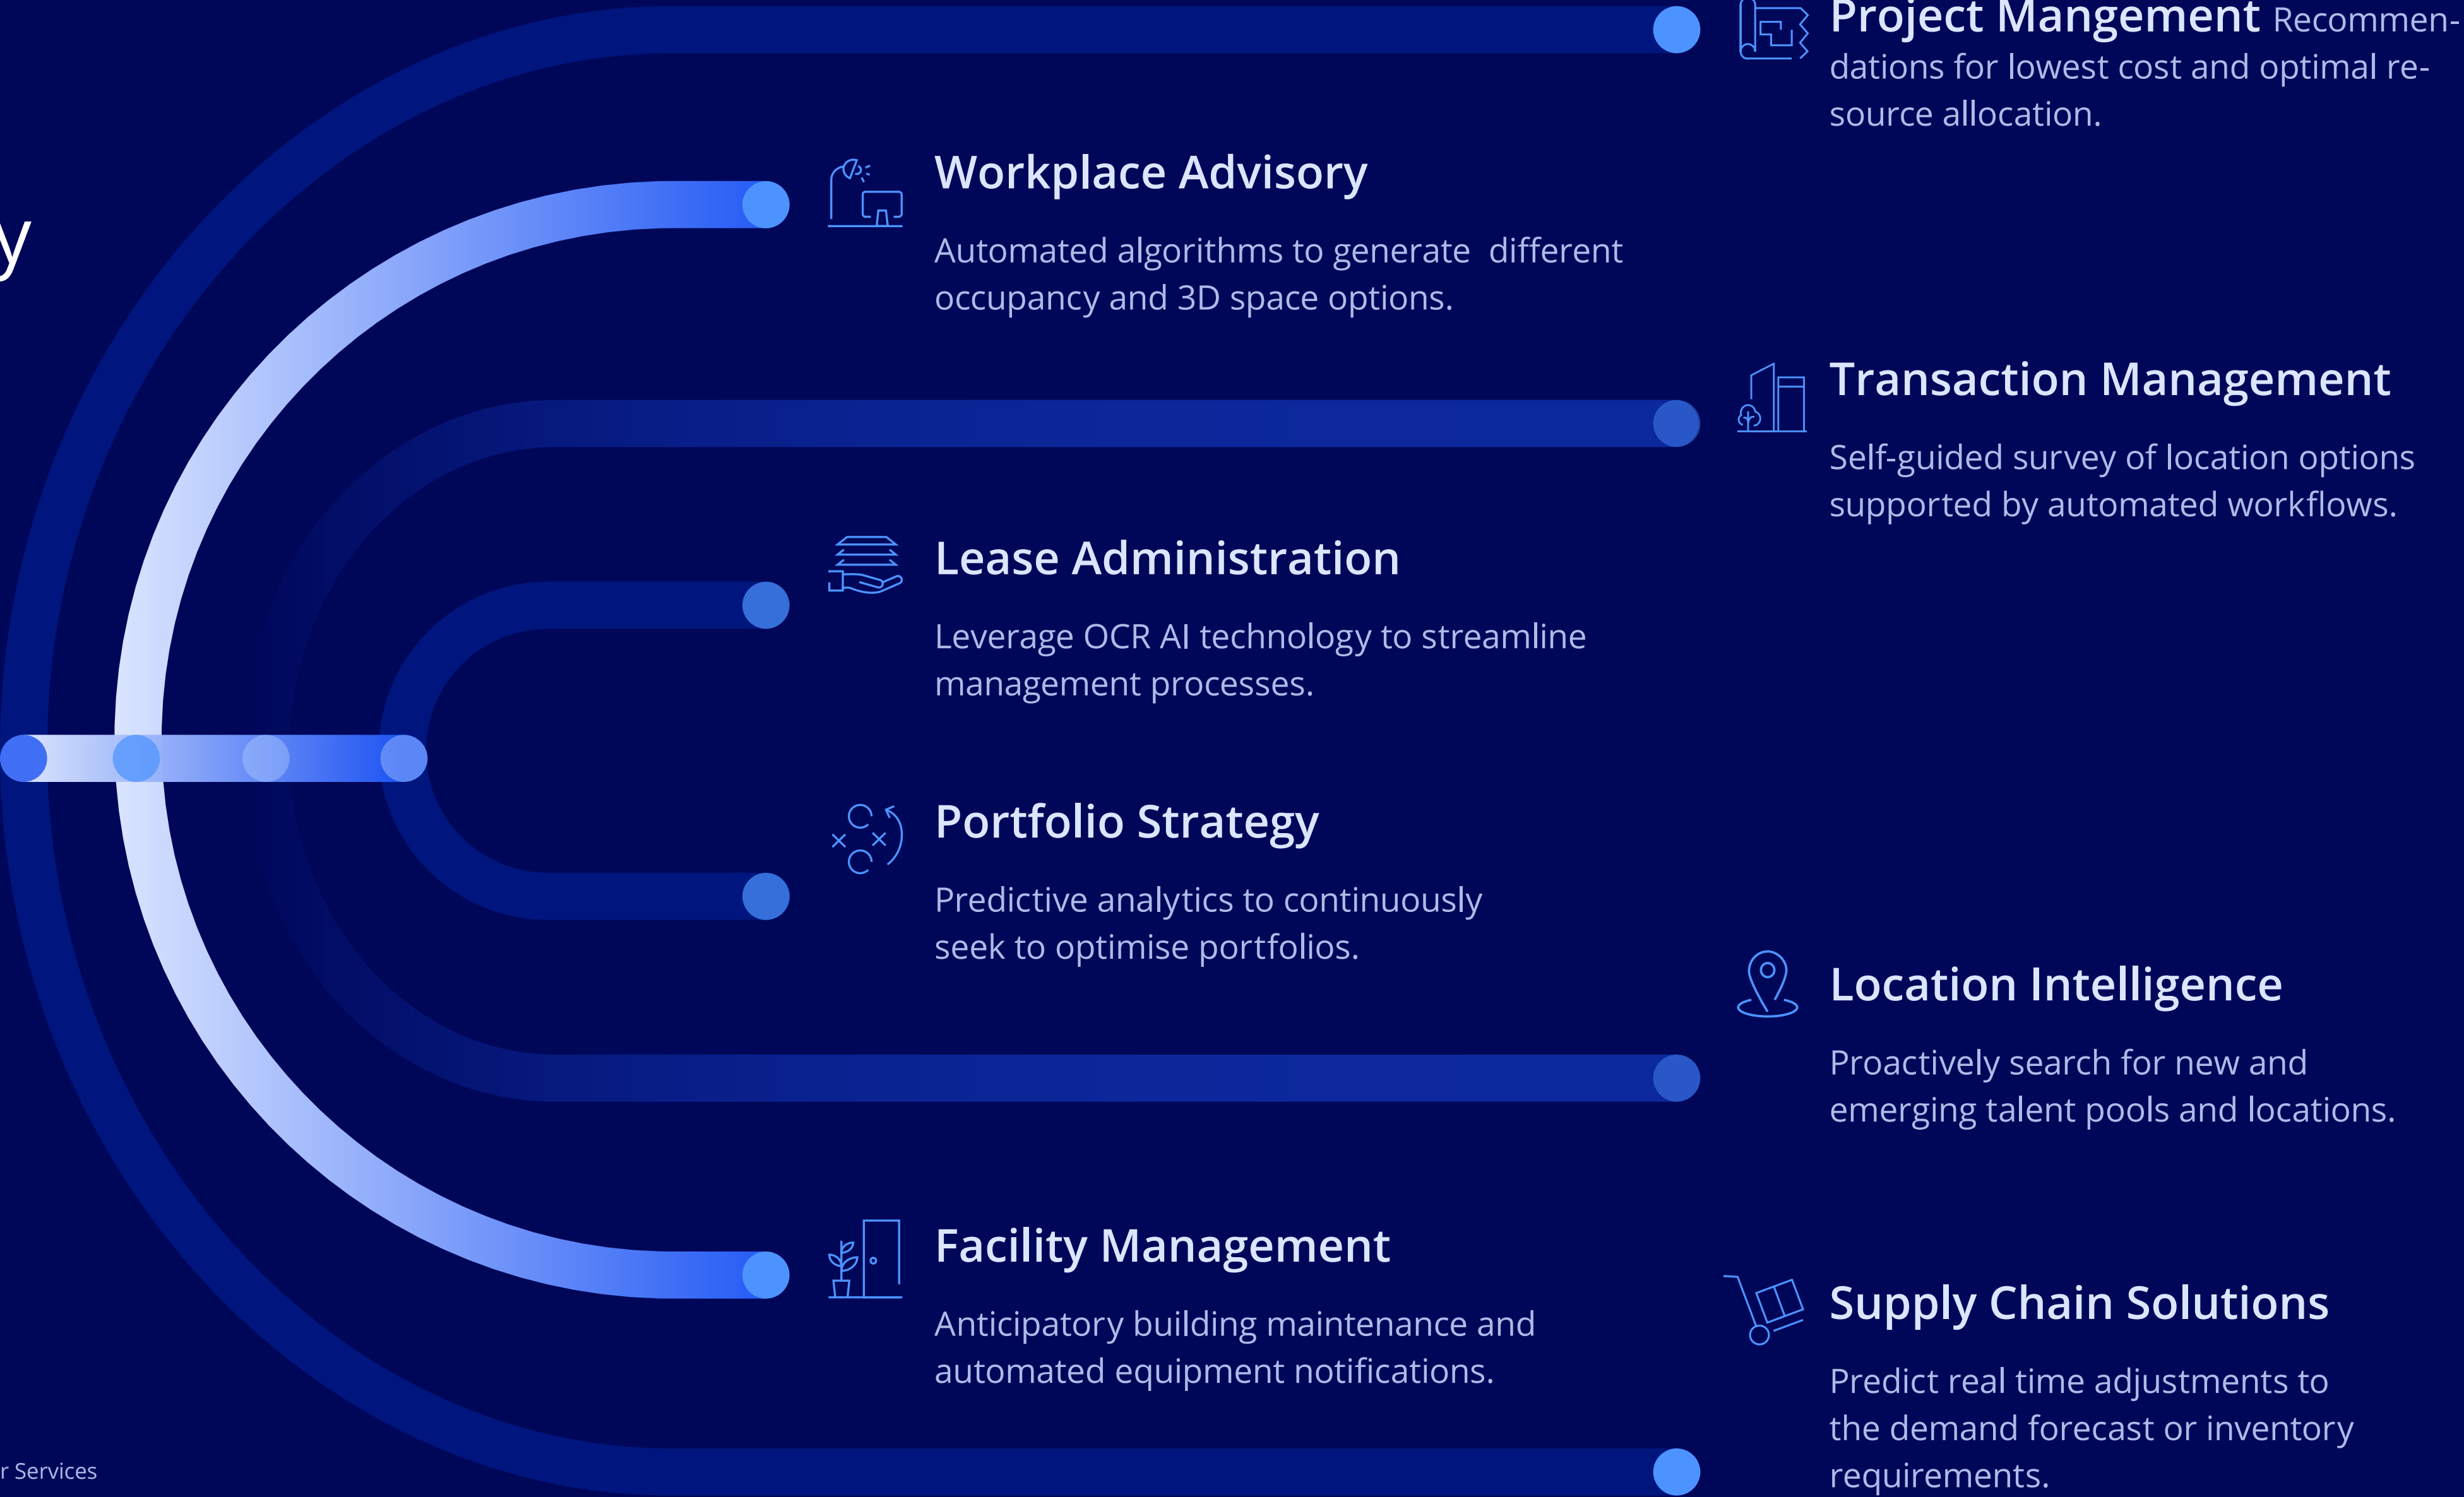 Project Mangement Recommen-
dations for lowest cost and optimal re-
source allocation.
Workplace Advisory
Automated algorithms to generate  different
occupancy and 3D space options.
y
Transaction Management
Self-guided survey of location options
supported by automated workflows.
Lease Administration
Leverage OCR AI technology to streamline
management processes.
Portfolio Strategy
Predictive analytics to continuously
seek to optimise portfolios.
Location Intelligence
Proactively search for new and
emerging talent pools and locations.
Facility Management
Anticipatory building maintenance and
automated equipment notifications.
Supply Chain Solutions
Predict real time adjustments to
the demand forecast or inventory
requirements.
r Services